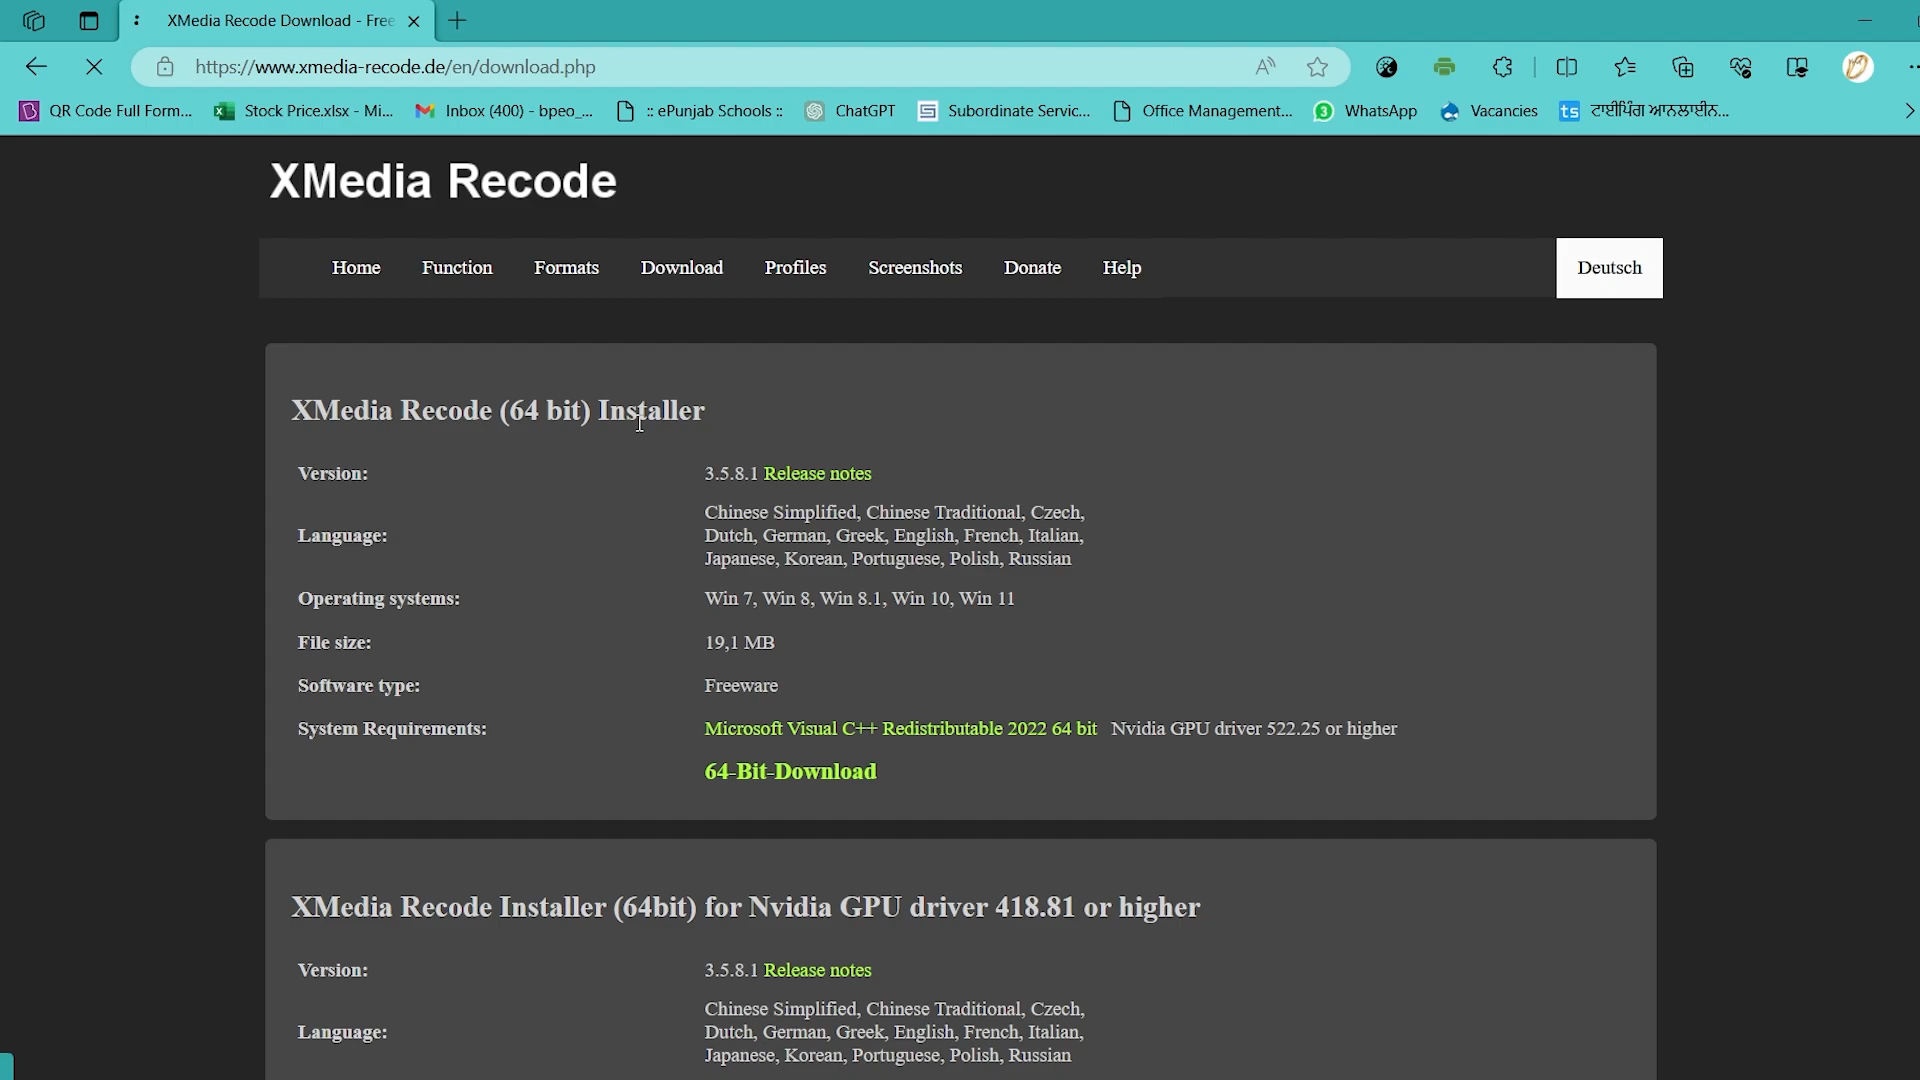 XMedia Recode Download - Free
https://www.xmedia-recode.de/en/download.php
QR Code Full Form... Stock Price.xlsx - Mi... Inbox (400) - bpeo_... :: ePunjab Schools :: ChatGPT Subordinate Servic... Office Management... 3 WhatsApp Vacancies ts ਟਾਈਪਿੰਗ ਆਨਲਾਈਨ...
XMedia Recode
Home Function Formats Download Profiles Screenshots Donate Help Deutsch
XMedia Recode (64 bit) Installer
Version: 3.5.8.1 Release notes
Language: Chinese Simplified, Chinese Traditional, Czech,
Dutch, German, Greek, English, French, Italian,
Japanese, Korean, Portuguese, Polish, Russian
Operating systems: Win 7, Win 8, Win 8.1, Win 10, Win 11
File size: 19,1 MB
Software type: Freeware
System Requirements: Microsoft Visual C++ Redistributable 2022 64 bit Nvidia GPU driver 522.25 or higher
64-Bit-Download
XMedia Recode Installer (64bit) for Nvidia GPU driver 418.81 or higher
Version: 3.5.8.1 Release notes
Language: Chinese Simplified, Chinese Traditional, Czech,
Dutch, German, Greek, English, French, Italian,
Japanese, Korean, Portuguese, Polish, Russian